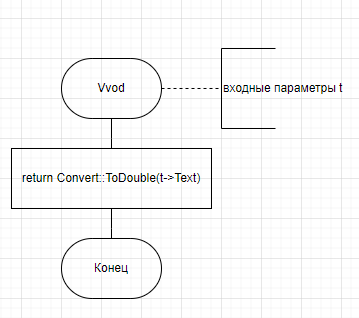 Vvod
входные параметры t
return Convert::ToDouble(t->Text)
Конец